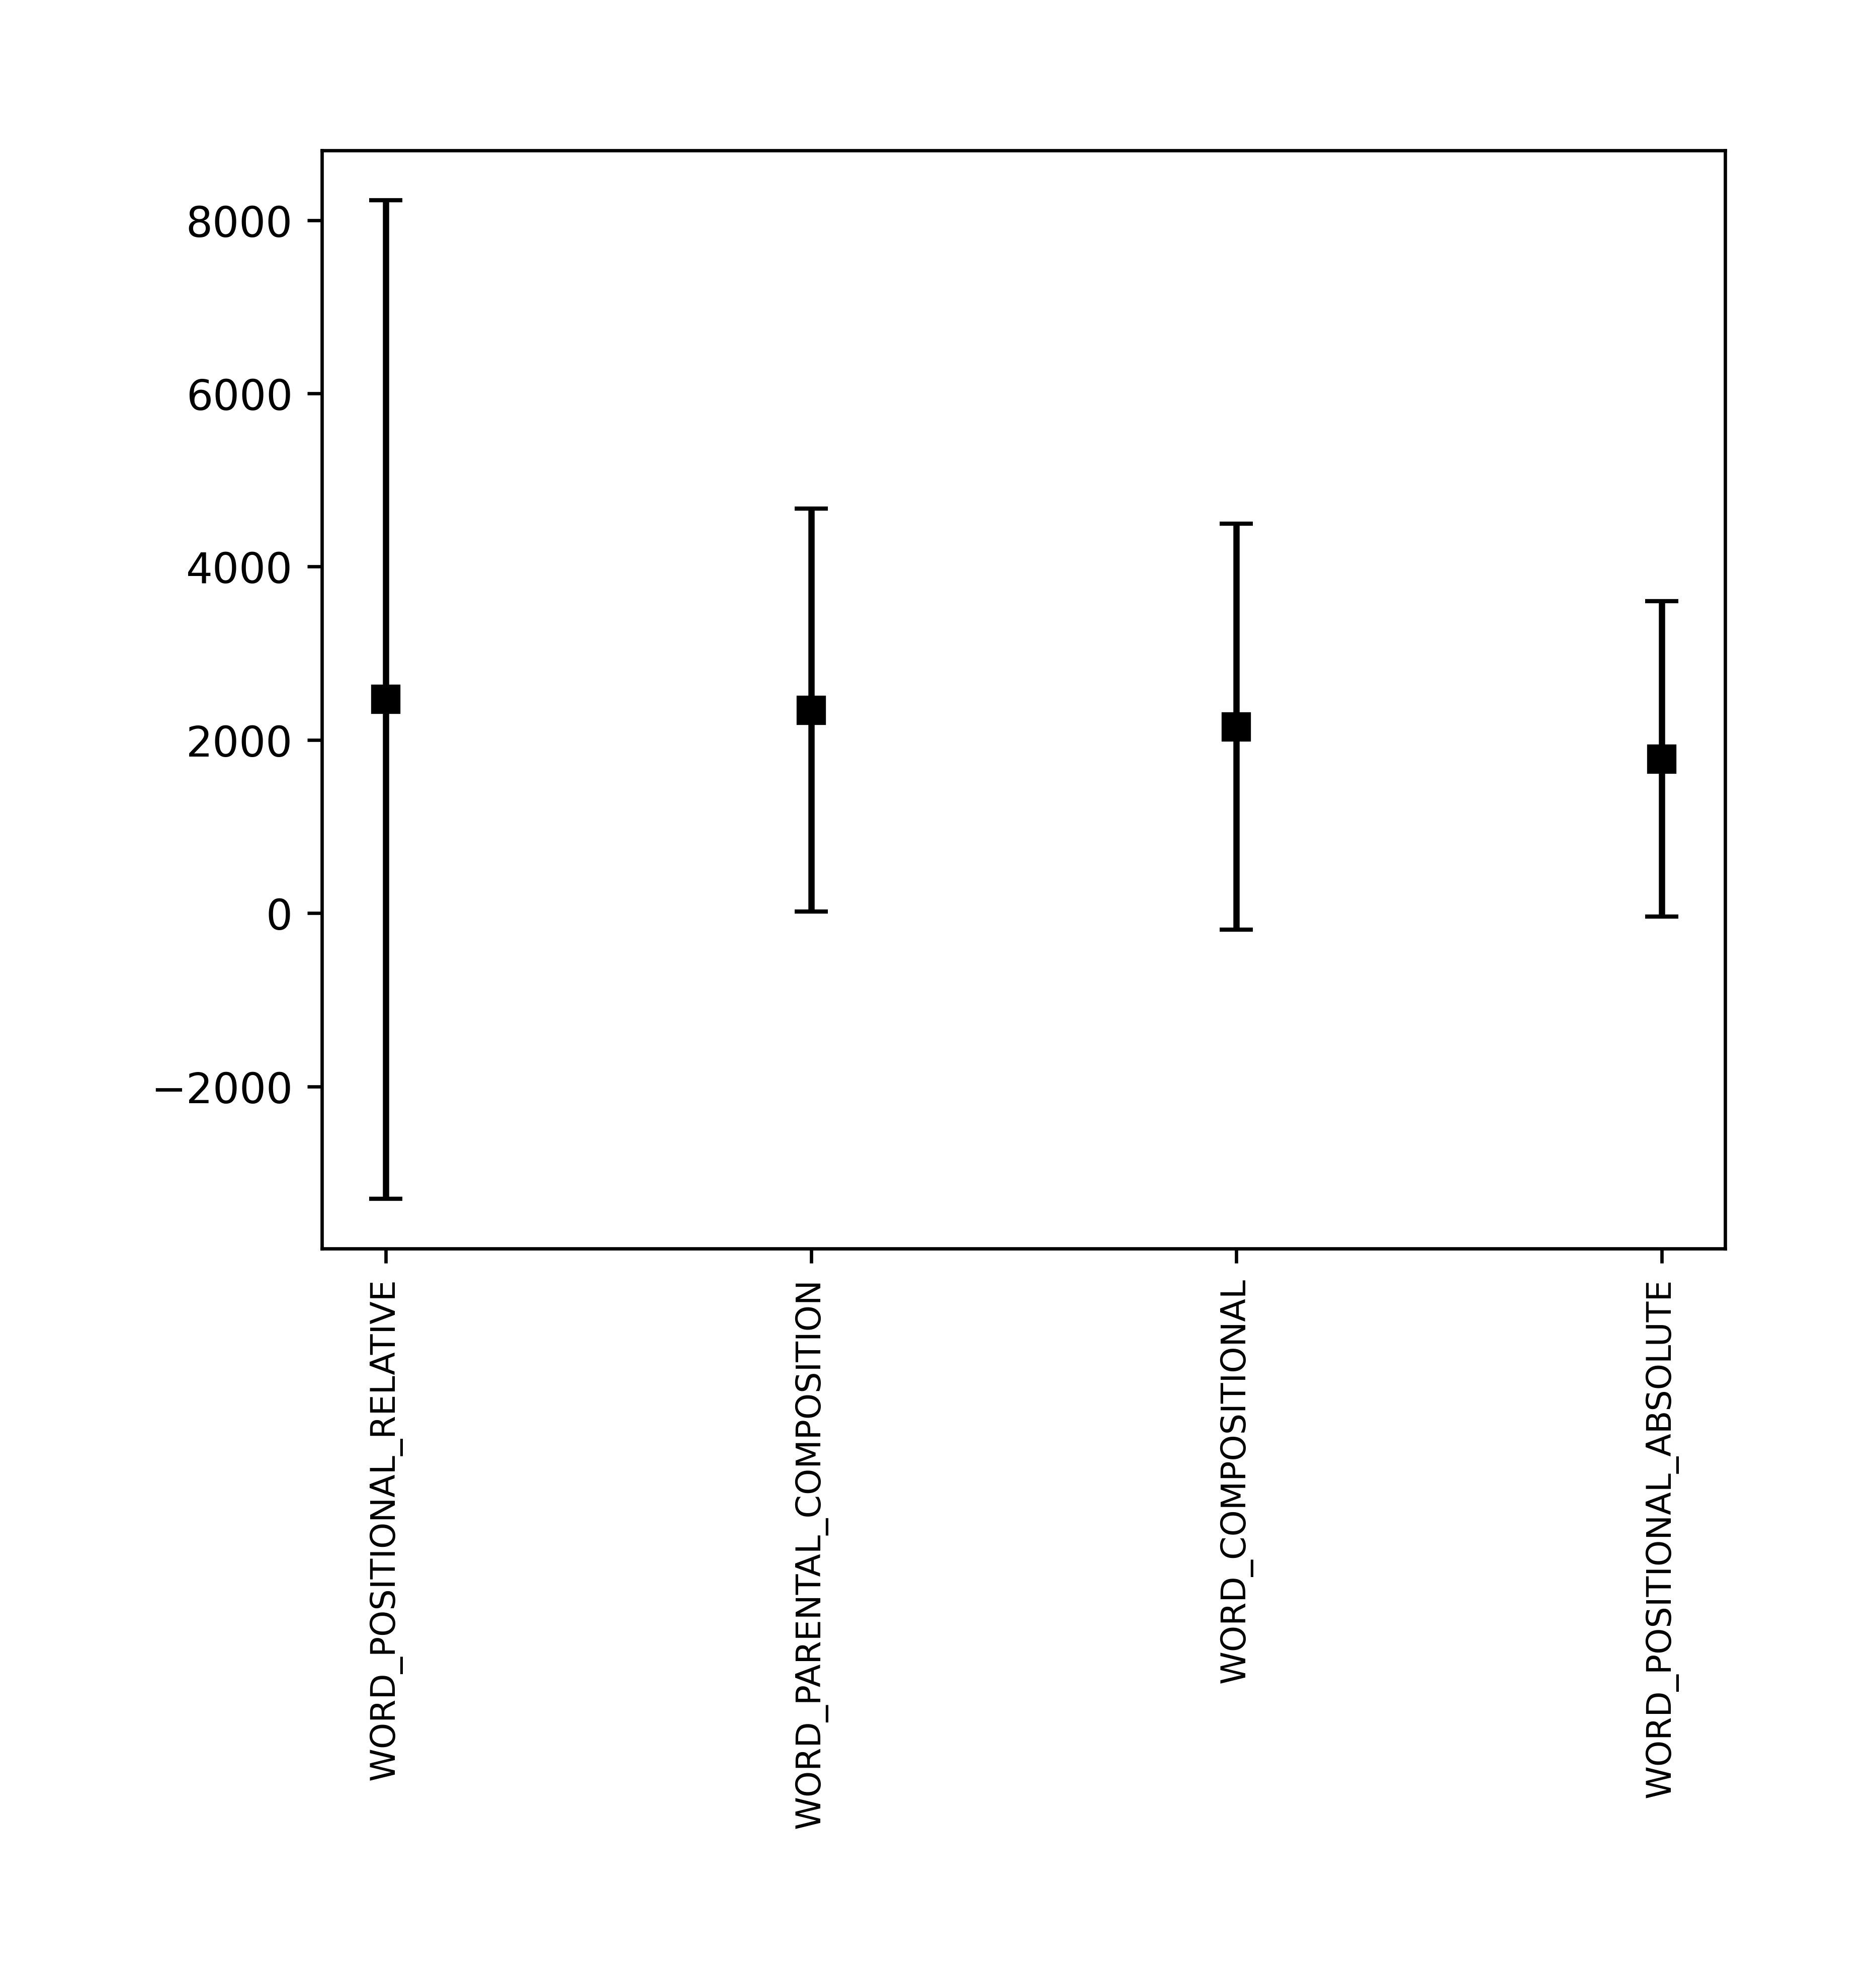 8000
6000
4000
2000
0
−2000
WORD_POSITIONAL_RELATIVE
WORD_PARENTAL_COMPOSITION
WORD_COMPOSITIONAL
WORD_POSITIONAL_ABSOLUTE